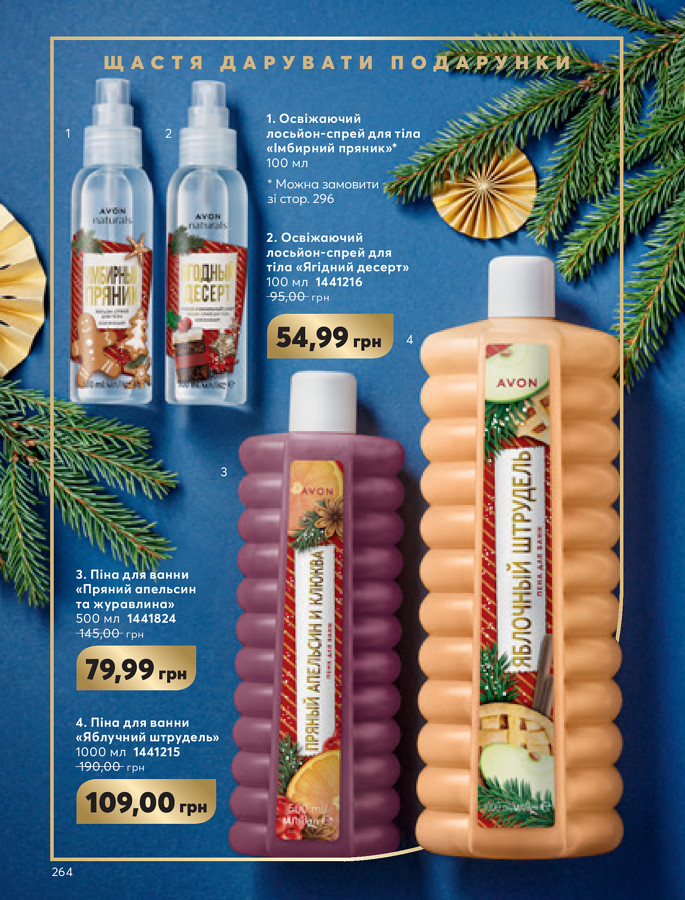 ЩАСТЯ ДАРУВАТИ ПОДАРУНКИ
1
2
1. Освіжаючий
лосьйон-спрей для тіла
«Імбирний пряник»*
100 мл
* Можна замовити
зі стор. 296
2. Освіжаючий
лосьйон-спрей для
тіла «Ягідний десерт»
100 мл 1441216
95,00 грн
54,99 грн
AVON
naturals
ИМБИРНЫЙ
ПРЯНИК
AVON
naturals
ЯГОДНЫЙ
ДЕСЕРТ
4
AVON
ЯБЛОЧНЫЙ ШТРУДЕЛЬ
ПЕНА ДЛЯ ВАНН
3
AVON
ПРЯНЫЙ АПЕЛЬСИН И КЛЮКВА
ПЕНА ДЛЯ ВАНН
500 ml
3. Піна для ванни
«Пряний апельсин
та журавлина»
500 мл 1441824
145,00 грн
79,99 грн
4. Піна для ванни
«Яблучний штрудель»
1000 мл 1441215
190,00 грн
109,00 грн
264